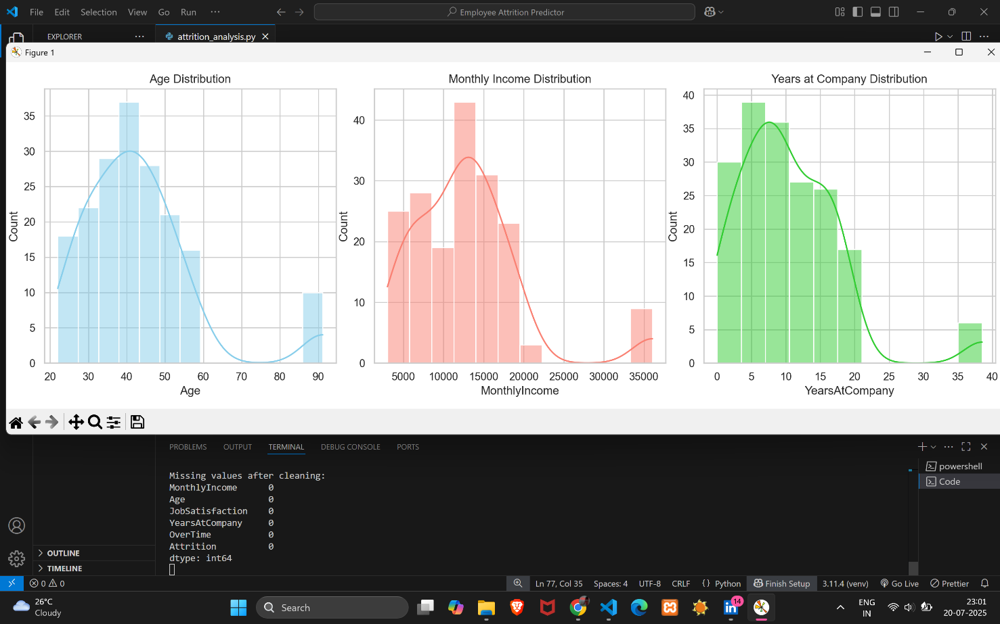 File Edit Selection View Go Run ···
Employee Attrition Predictor
EXPLORER ···
attrition_analysis.py
Figure 1
Age Distribution
Count
35
30
25
20
15
10
5
0
20 30 40 50 60 70 80 90
Age
Monthly Income Distribution
Count
40
30
20
10
0
5000 10000 15000 20000 25000 30000 35000
MonthlyIncome
Years at Company Distribution
Count
40
35
30
25
20
15
10
5
0
0 5 10 15 20 25 30 35 40
YearsAtCompany
PROBLEMS OUTPUT TERMINAL DEBUG CONSOLE PORTS
Missing values after cleaning:
MonthlyIncome 0
Age 0
JobSatisfaction 0
YearsAtCompany 0
OverTime 0
Attrition 0
dtype: int64
powershell
Code
OUTLINE
TIMELINE
0 0 Ln 77, Col 35 Spaces: 4 UTF-8 CRLF {} Python Finish Setup 3.11.4 (venv) Go Live Prettier
26°C
Cloudy
Search
in
14
ENG
IN
23:01
20-07-2025